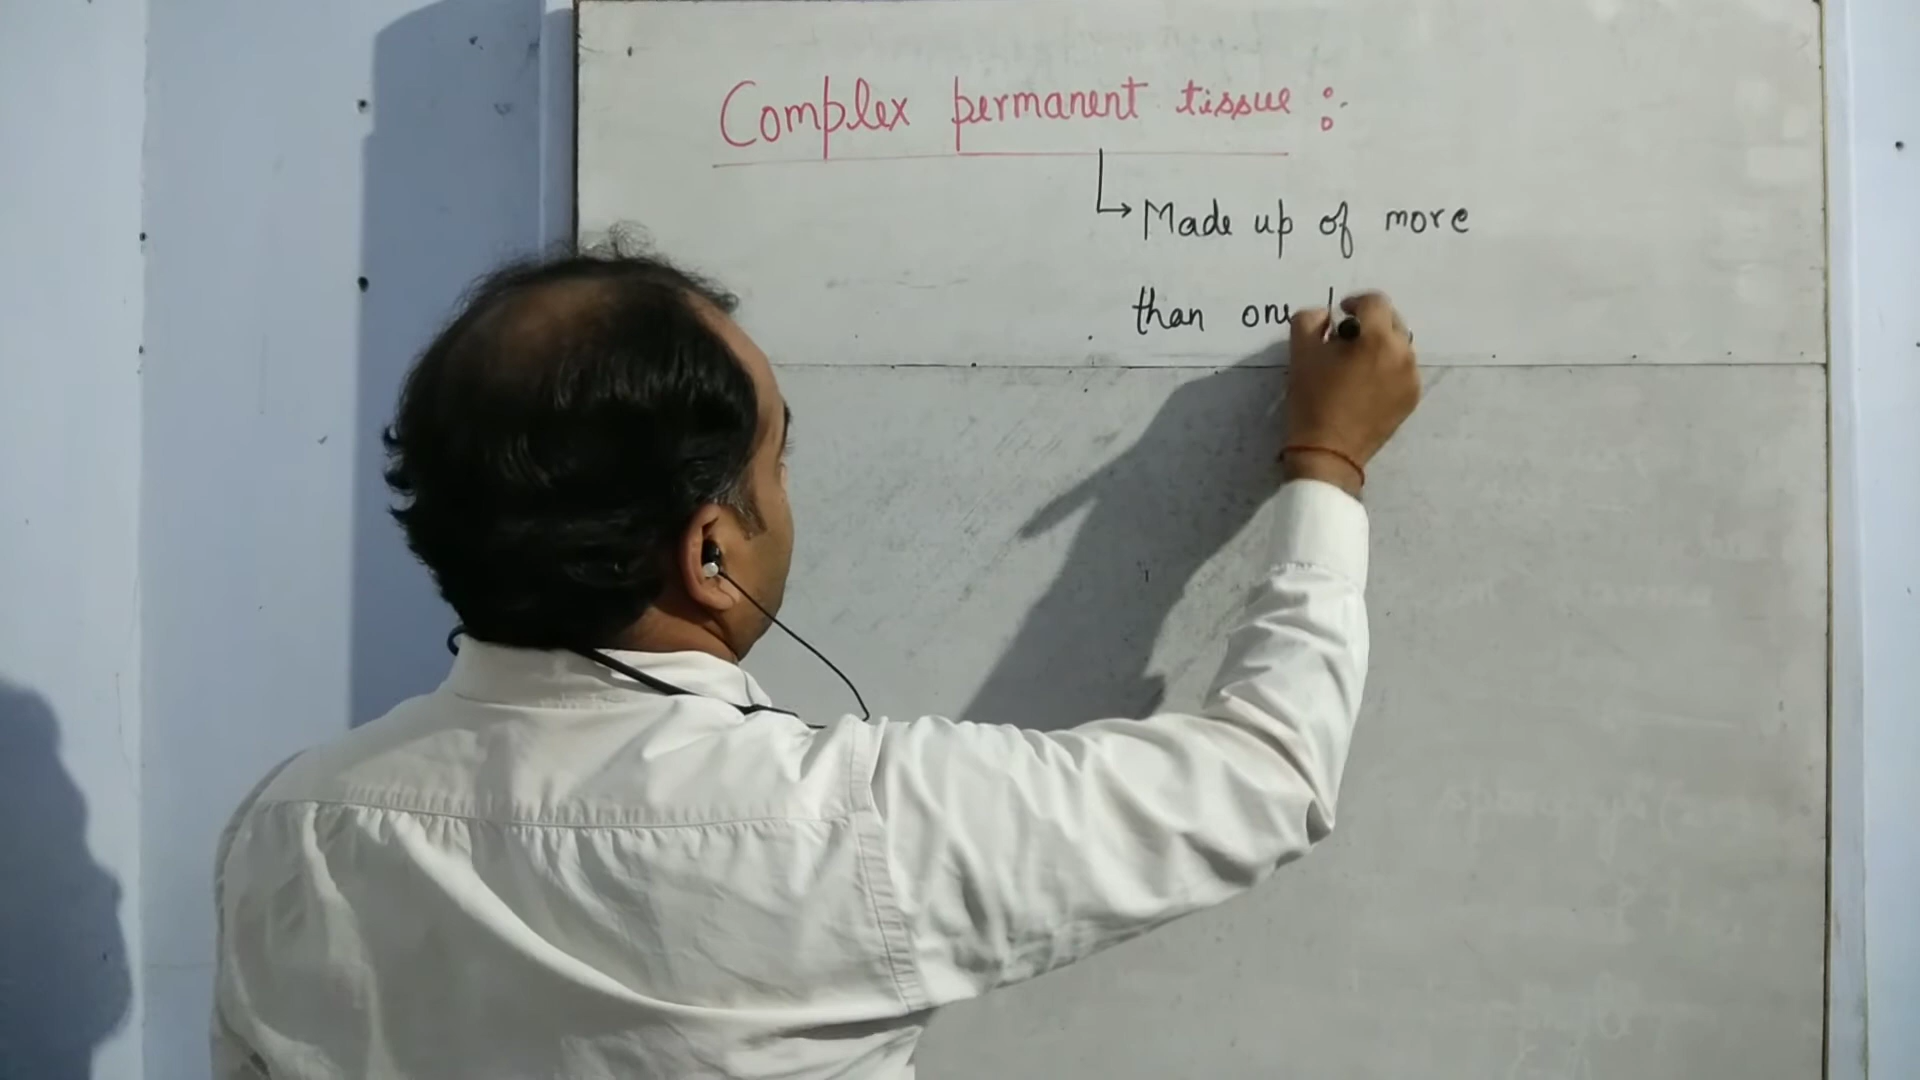 Complex permanent tissue :-
↳ Made up of more
than one